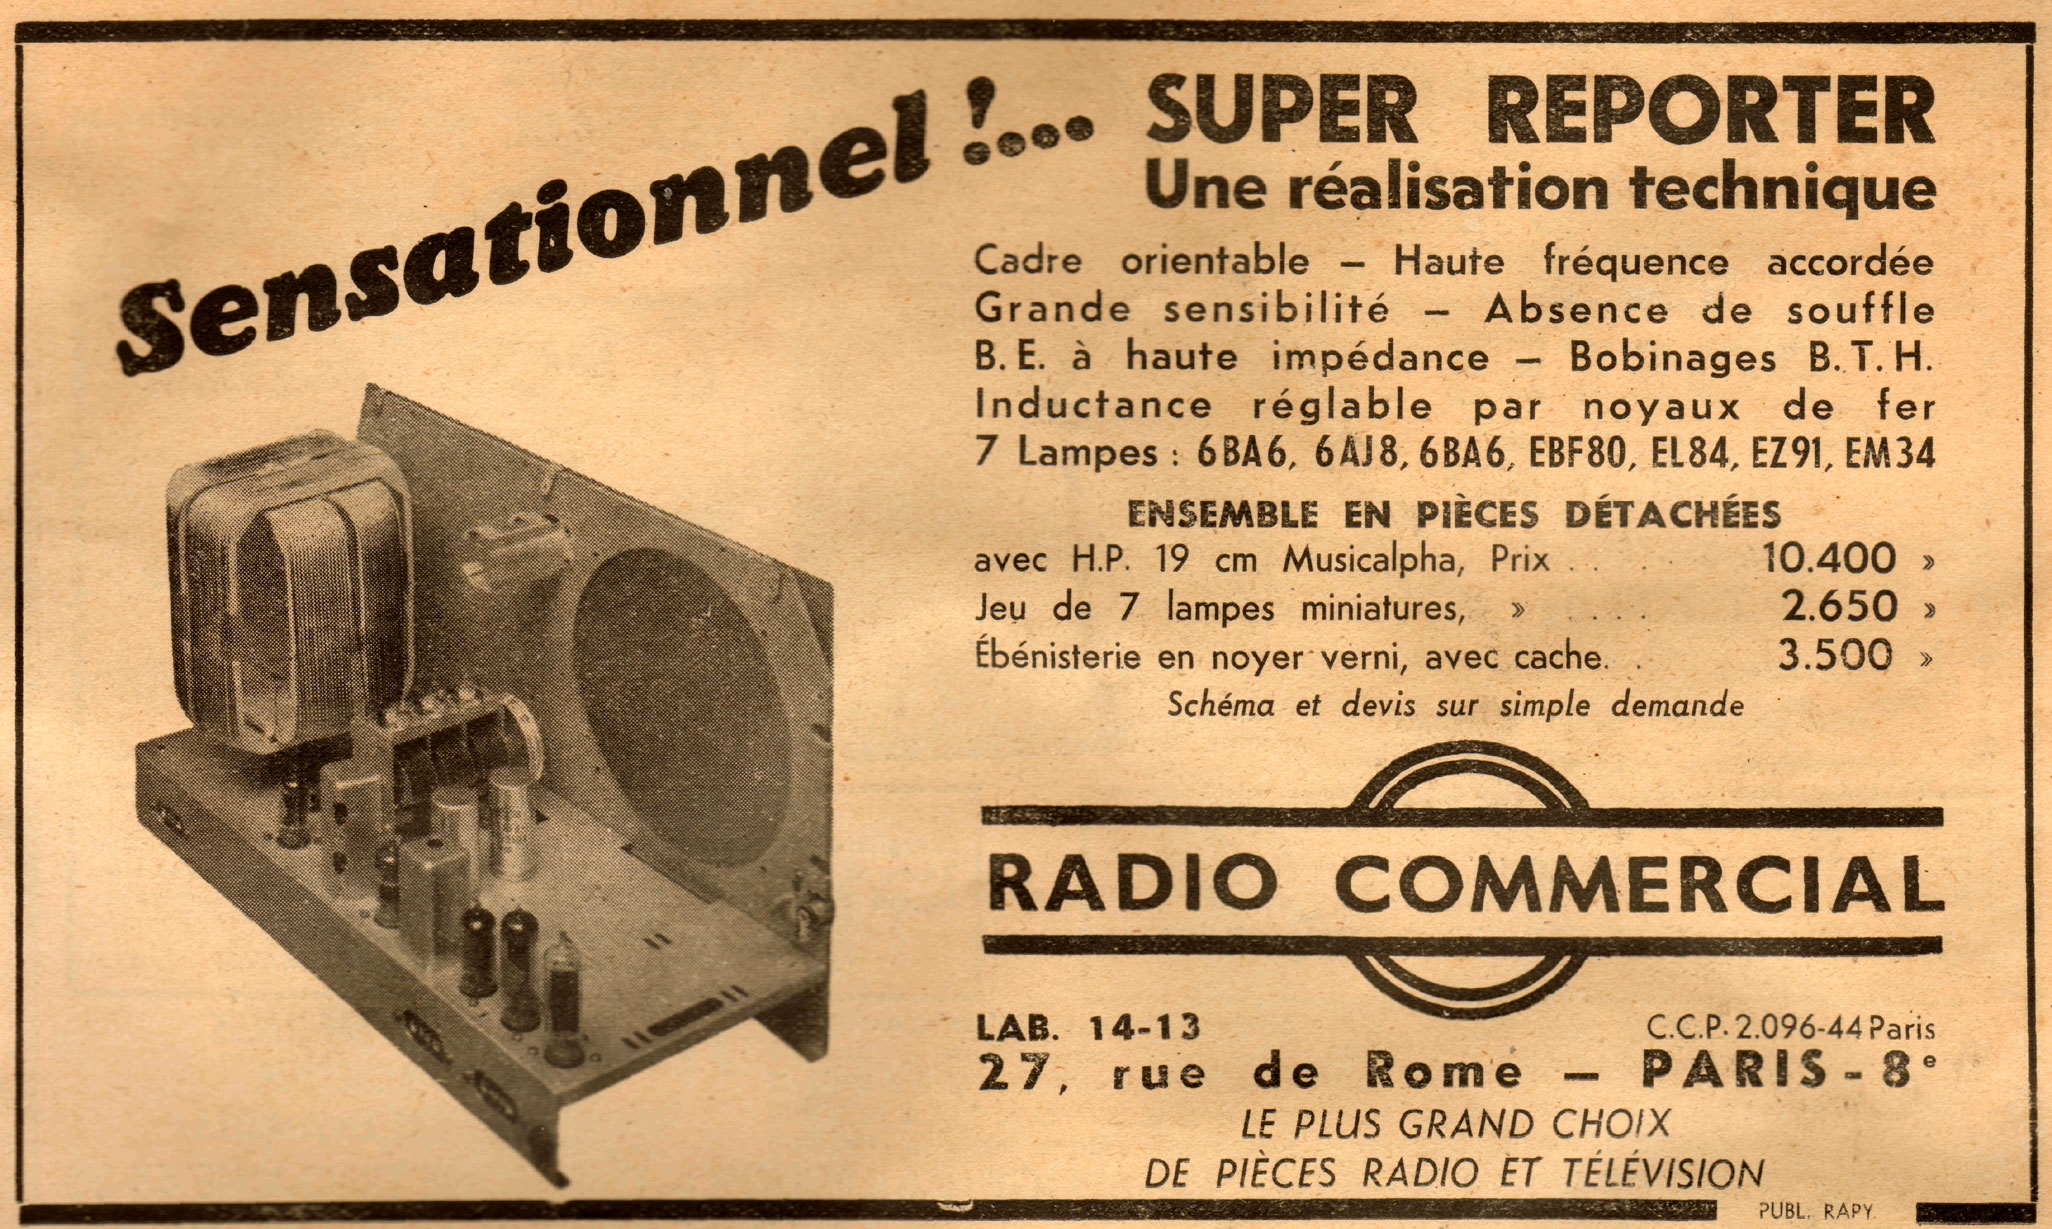 Sensationnel !...
SUPER REPORTER
Une réalisation technique
Cadre orientable – Haute fréquence accordée
Grande sensibilité – Absence de souffle
B. E. à haute impédance – Bobinages B. T. H.
Inductance réglable par noyaux de fer
7 Lampes : 6BA6, 6AJ8, 6BA6, EBF80, EL84, EZ91, EM34
ENSEMBLE EN PIÈCES DÉTACHÉES
avec H.P. 19 cm Musicalpha, Prix . . . . 10.400 »
Jeu de 7 lampes miniatures, » . . . . 2.650 »
Ébénisterie en noyer verni, avec cache. . 3.500 »
Schéma et devis sur simple demande
RADIO COMMERCIAL
LAB. 14-13 C.C.P. 2.096-44 Paris
27, rue de Rome – PARIS - 8e
LE PLUS GRAND CHOIX
DE PIÈCES RADIO ET TÉLÉVISION
PUBL. RAPY